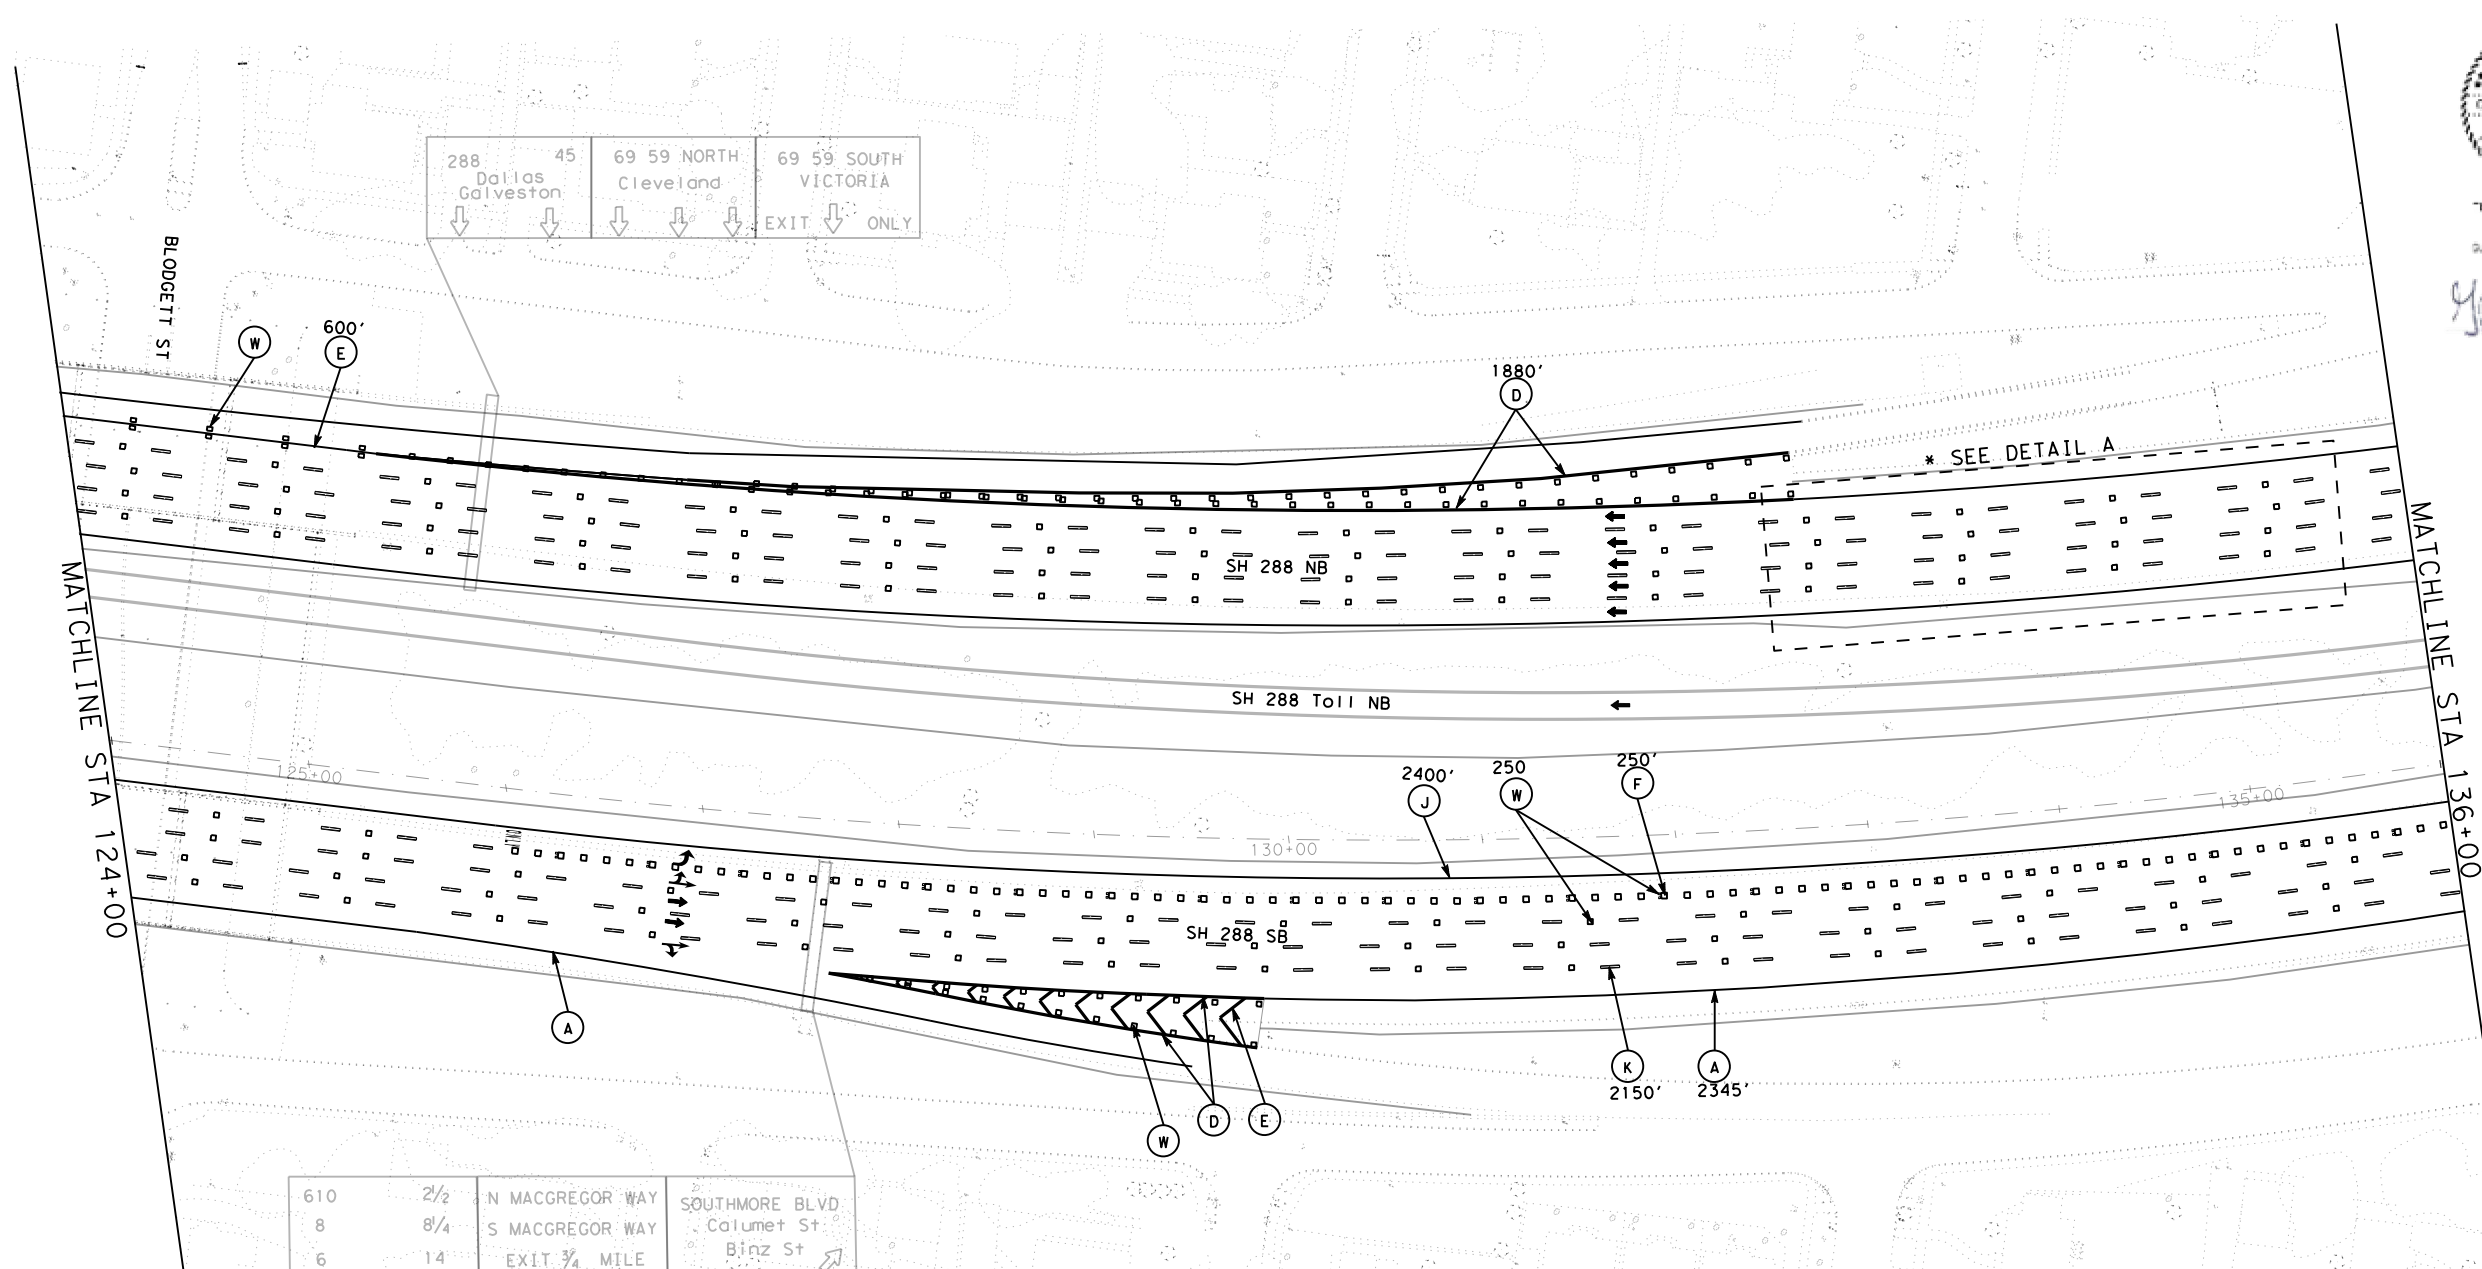 288 45
Dallas
Galveston
69 59 NORTH
Cleveland
69 59 SOUTH
VICTORIA
EXIT ONLY
BLODGETT ST
W
600'
E
1880'
D
* SEE DETAIL A
SH 288 NB
MATCHLINE STA 124+00
MATCHLINE STA 136+00
SH 288 Toll NB
125+00
130+00
135+00
2400'
J
250
W
250'
F
SH 288 SB
A
W
D
E
K
2150'
A
2345'
610 2½
8 8¼
6 14
N MACGREGOR WAY
S MACGREGOR WAY
EXIT ¾ MILE
SOUTHMORE BLVD
Calumet St
Binz St